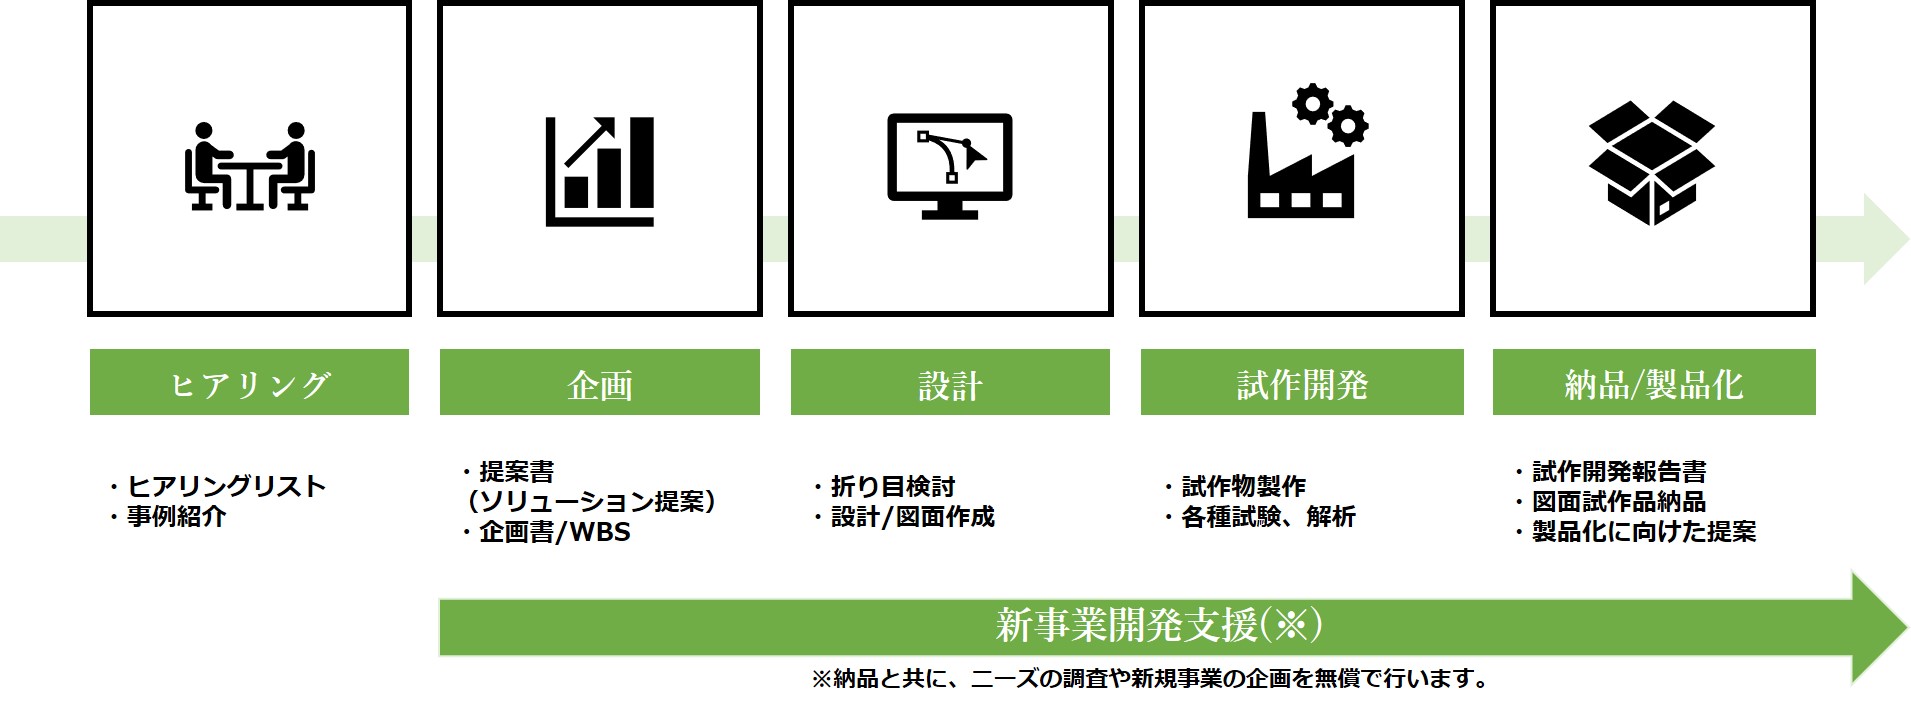 ヒアリング
企画
設計
試作開発
納品/製品化
・ヒアリングリスト
・事例紹介
・提案書
（ソリューション提案）
・企画書/WBS
・折り目検討
・設計/図面作成
・試作物製作
・各種試験、解析
・試作開発報告書
・図面試作品納品
・製品化に向けた提案
新事業開発支援(※)
※納品と共に、ニーズの調査や新規事業の企画を無償で行います。